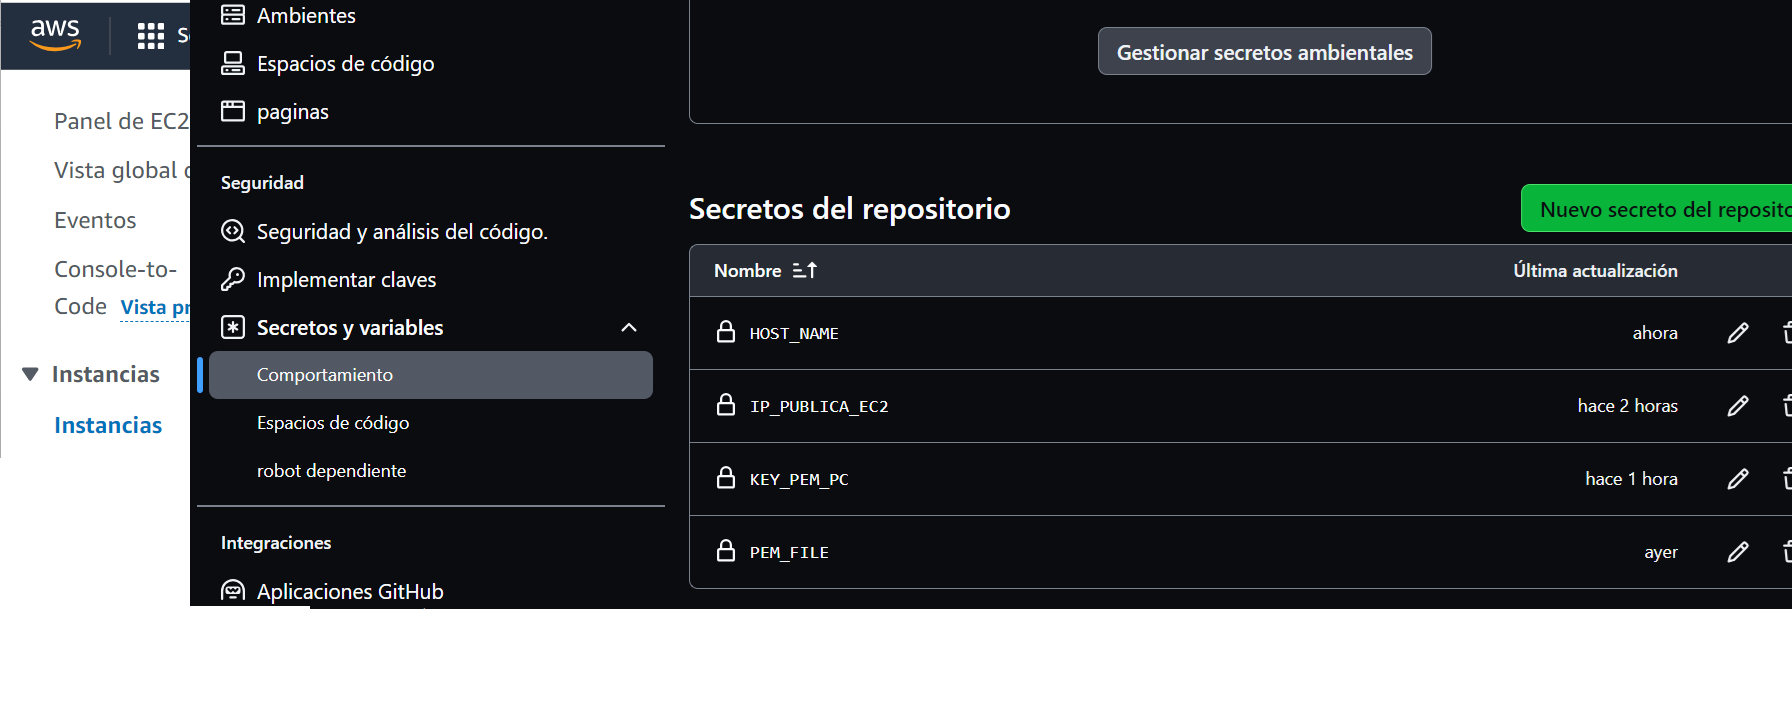 aws
Panel de EC2
Vista global
Eventos
Console-to-
Code Vista pr
Instancias
Instancias
Ambientes
Espacios de código
paginas
Seguridad
Seguridad y análisis del código.
Implementar claves
Secretos y variables
Comportamiento
Espacios de código
robot dependiente
Integraciones
Aplicaciones GitHub
Gestionar secretos ambientales
Secretos del repositorio
Nuevo secreto del reposito
Nombre Última actualización
HOST_NAME ahora
IP_PUBLICA_EC2 hace 2 horas
KEY_PEM_PC hace 1 hora
PEM_FILE ayer